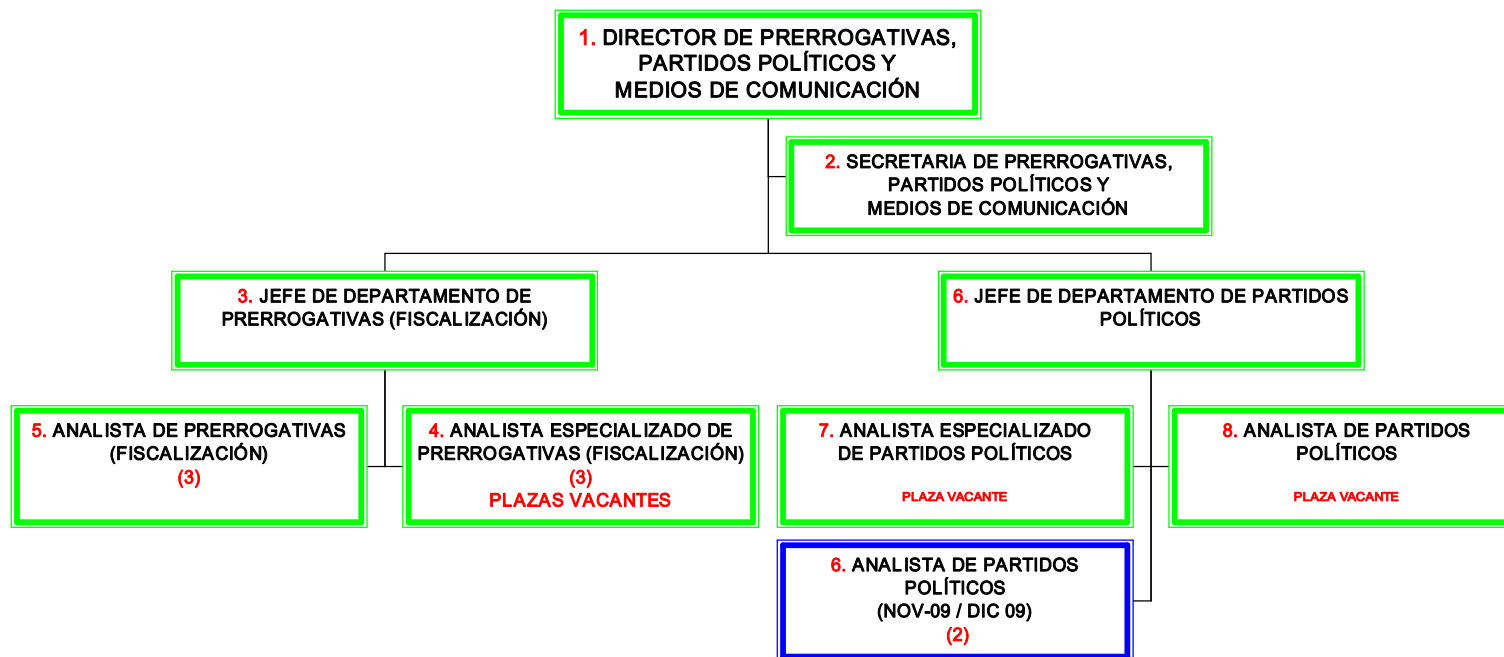 1. DIRECTOR DE PRERROGATIVAS,
PARTIDOS POLÍTICOS Y
MEDIOS DE COMUNICACIÓN
2. SECRETARIA DE PRERROGATIVAS,
PARTIDOS POLÍTICOS Y
MEDIOS DE COMUNICACIÓN
3. JEFE DE DEPARTAMENTO DE
PRERROGATIVAS (FISCALIZACIÓN)
6. JEFE DE DEPARTAMENTO DE PARTIDOS
POLÍTICOS
5. ANALISTA DE PRERROGATIVAS
(FISCALIZACIÓN)
(3)
4. ANALISTA ESPECIALIZADO DE
PRERROGATIVAS (FISCALIZACIÓN)
(3)
PLAZAS VACANTES
7. ANALISTA ESPECIALIZADO
DE PARTIDOS POLÍTICOS
PLAZA VACANTE
8. ANALISTA DE PARTIDOS
POLÍTICOS
PLAZA VACANTE
6. ANALISTA DE PARTIDOS
POLÍTICOS
(NOV-09 / DIC 09)
(2)